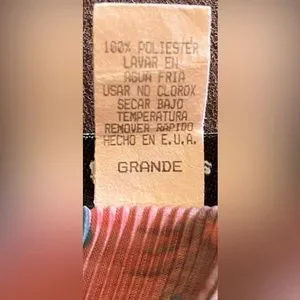 100% POLIESTER
LAVAR EN
AGUA FRIA
USAR NO CLOROX
SECAR BAJO
TEMPERATURA
REMOVER RAPIDO
HECHO EN E.U.A.
GRANDE